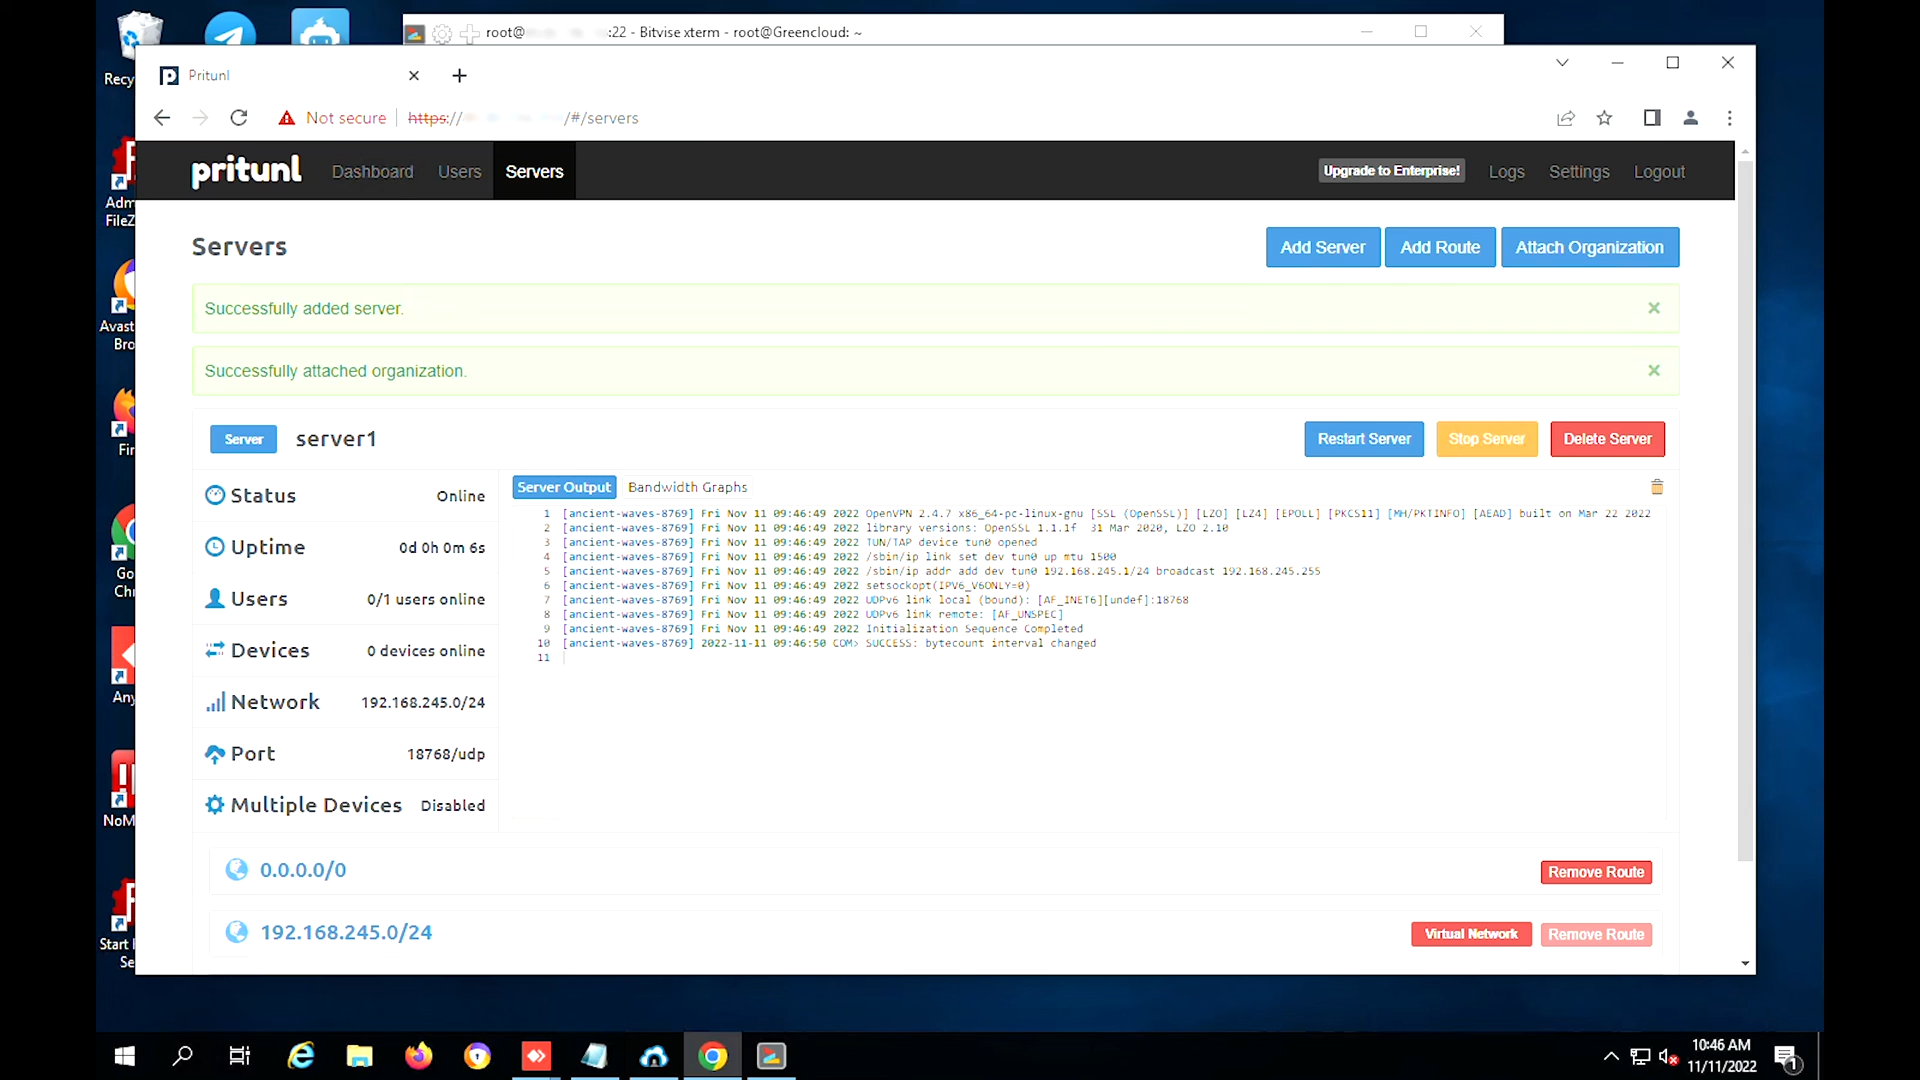 root@ :22 - Bitvise xterm - root@Greencloud: ~
Pritunl
Not secure
https:// /#/servers
pritunl
Dashboard
Users
Servers
Upgrade to Enterprise!
Logs
Settings
Logout
Servers
Add Server
Add Route
Attach Organization
Successfully added server.
Successfully attached organization.
Server
server1
Restart Server
Stop Server
Delete Server
Status
Online
Uptime
0d 0h 0m 6s
Users
0/1 users online
Devices
0 devices online
Network
192.168.245.0/24
Port
18768/udp
Multiple Devices
Disabled
Server Output
Bandwidth Graphs
1 [ancient-waves-8769] Fri Nov 11 09:46:49 2022 OpenVPN 2.4.7 x86_64-pc-linux-gnu [SSL (OpenSSL)] [LZO] [LZ4] [EPOLL] [PKCS11] [MH/PKTINFO] [AEAD] built on Mar 22 2022
2 [ancient-waves-8769] Fri Nov 11 09:46:49 2022 library versions: OpenSSL 1.1.1f  31 Mar 2020, LZO 2.10
3 [ancient-waves-8769] Fri Nov 11 09:46:49 2022 TUN/TAP device tun0 opened
4 [ancient-waves-8769] Fri Nov 11 09:46:49 2022 /sbin/ip link set dev tun0 up mtu 1500
5 [ancient-waves-8769] Fri Nov 11 09:46:49 2022 /sbin/ip addr add dev tun0 192.168.245.1/24 broadcast 192.168.245.255
6 [ancient-waves-8769] Fri Nov 11 09:46:49 2022 setsockopt(IPV6_V6ONLY=0)
7 [ancient-waves-8769] Fri Nov 11 09:46:49 2022 UDPv6 link local (bound): [AF_INET6][undef]:18768
8 [ancient-waves-8769] Fri Nov 11 09:46:49 2022 UDPv6 link remote: [AF_UNSPEC]
9 [ancient-waves-8769] Fri Nov 11 09:46:49 2022 Initialization Sequence Completed
10 [ancient-waves-8769] 2022-11-11 09:46:50 COM> SUCCESS: bytecount interval changed
11
0.0.0.0/0
Remove Route
192.168.245.0/24
Virtual Network
Remove Route
Recy
Adm
FileZ
Avast
Bro
Fir
Go
Chr
Any
NoM
Start
Se
10:46 AM
11/11/2022
1